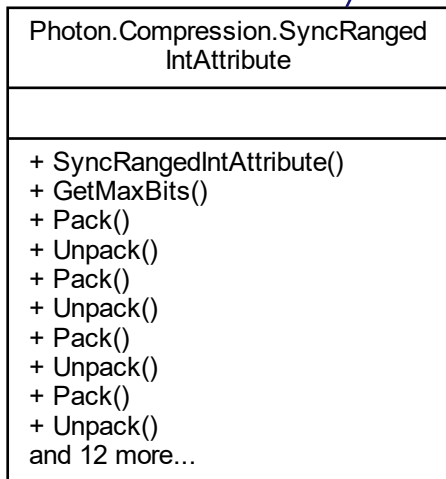 Photon.Compression.SyncRanged
IntAttribute
+ SyncRangedIntAttribute()
+ GetMaxBits()
+ Pack()
+ Unpack()
+ Pack()
+ Unpack()
+ Pack()
+ Unpack()
+ Pack()
+ Unpack()
and 12 more...